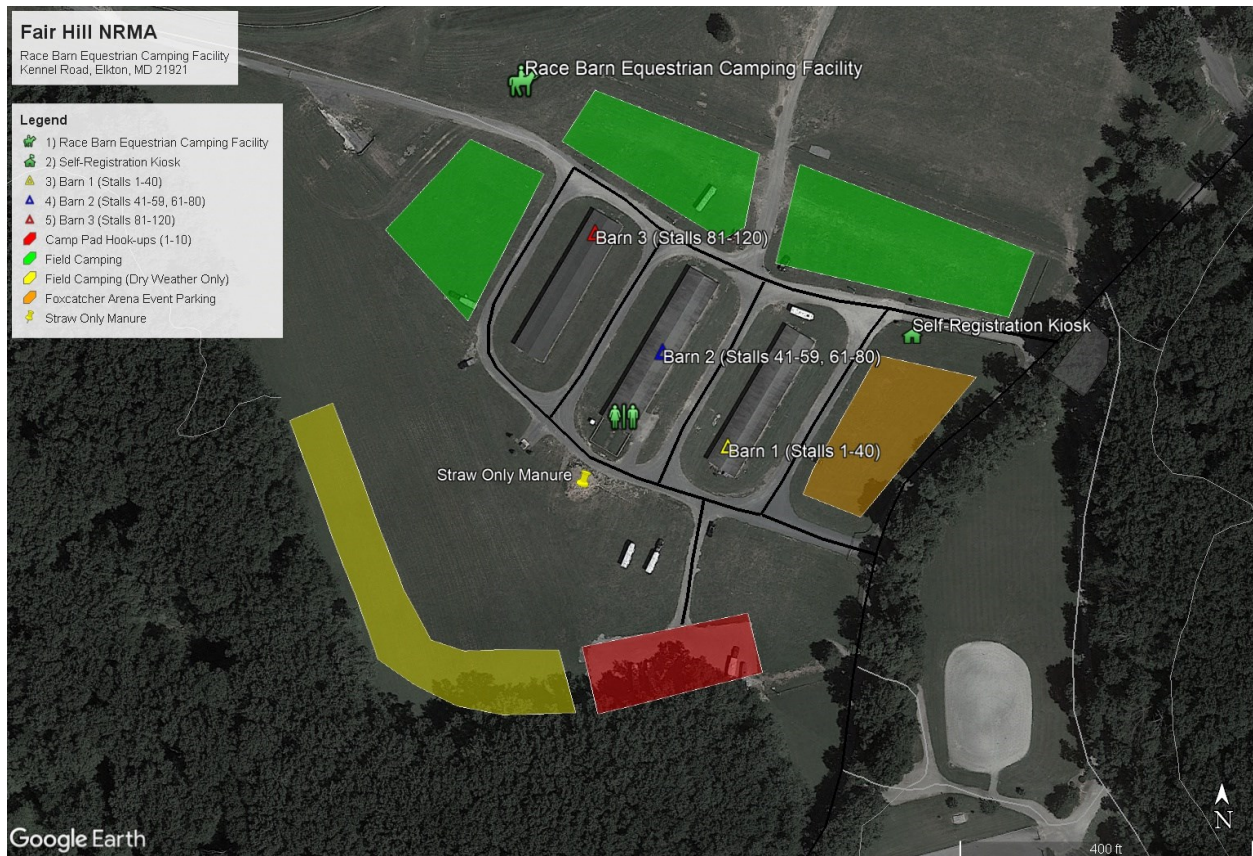 Fair Hill NRMA
Race Barn Equestrian Camping Facility
Kennel Road, Elkton, MD 21921
Legend
1) Race Barn Equestrian Camping Facility
2) Self-Registration Kiosk
3) Barn 1 (Stalls 1-40)
4) Barn 2 (Stalls 41-59, 61-80)
5) Barn 3 (Stalls 81-120)
Camp Pad Hook-ups (1-10)
Field Camping
Field Camping (Dry Weather Only)
Foxcatcher Arena Event Parking
Straw Only Manure
Race Barn Equestrian Camping Facility
Barn 3 (Stalls 81-120)
Self-Registration Kiosk
Barn 2 (Stalls 41-59, 61-80)
Barn 1 (Stalls 1-40)
Straw Only Manure
N
Google Earth
400 ft